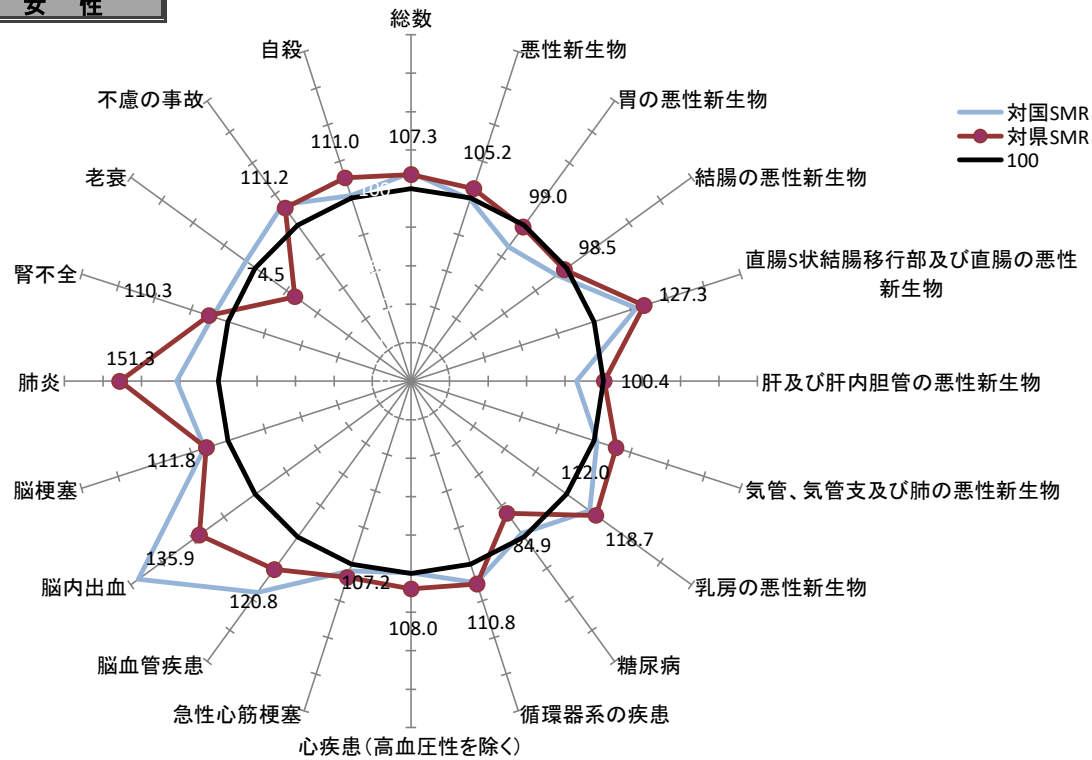 女 性
総数
悪性新生物
胃の悪性新生物
結腸の悪性新生物
直腸S状結腸移行部及び直腸の悪性
新生物
肝及び肝内胆管の悪性新生物
気管、気管支及び肺の悪性新生物
乳房の悪性新生物
糖尿病
循環器系の疾患
心疾患(高血圧性を除く)
急性心筋梗塞
脳血管疾患
脳内出血
脳梗塞
肺炎
腎不全
老衰
不慮の事故
自殺
107.3
105.2
99.0
98.5
127.3
100.4
112.0
118.7
84.9
110.8
108.0
107.2
120.8
135.9
111.8
151.3
110.3
74.5
111.2
111.0
100
対国SMR
対県SMR
100